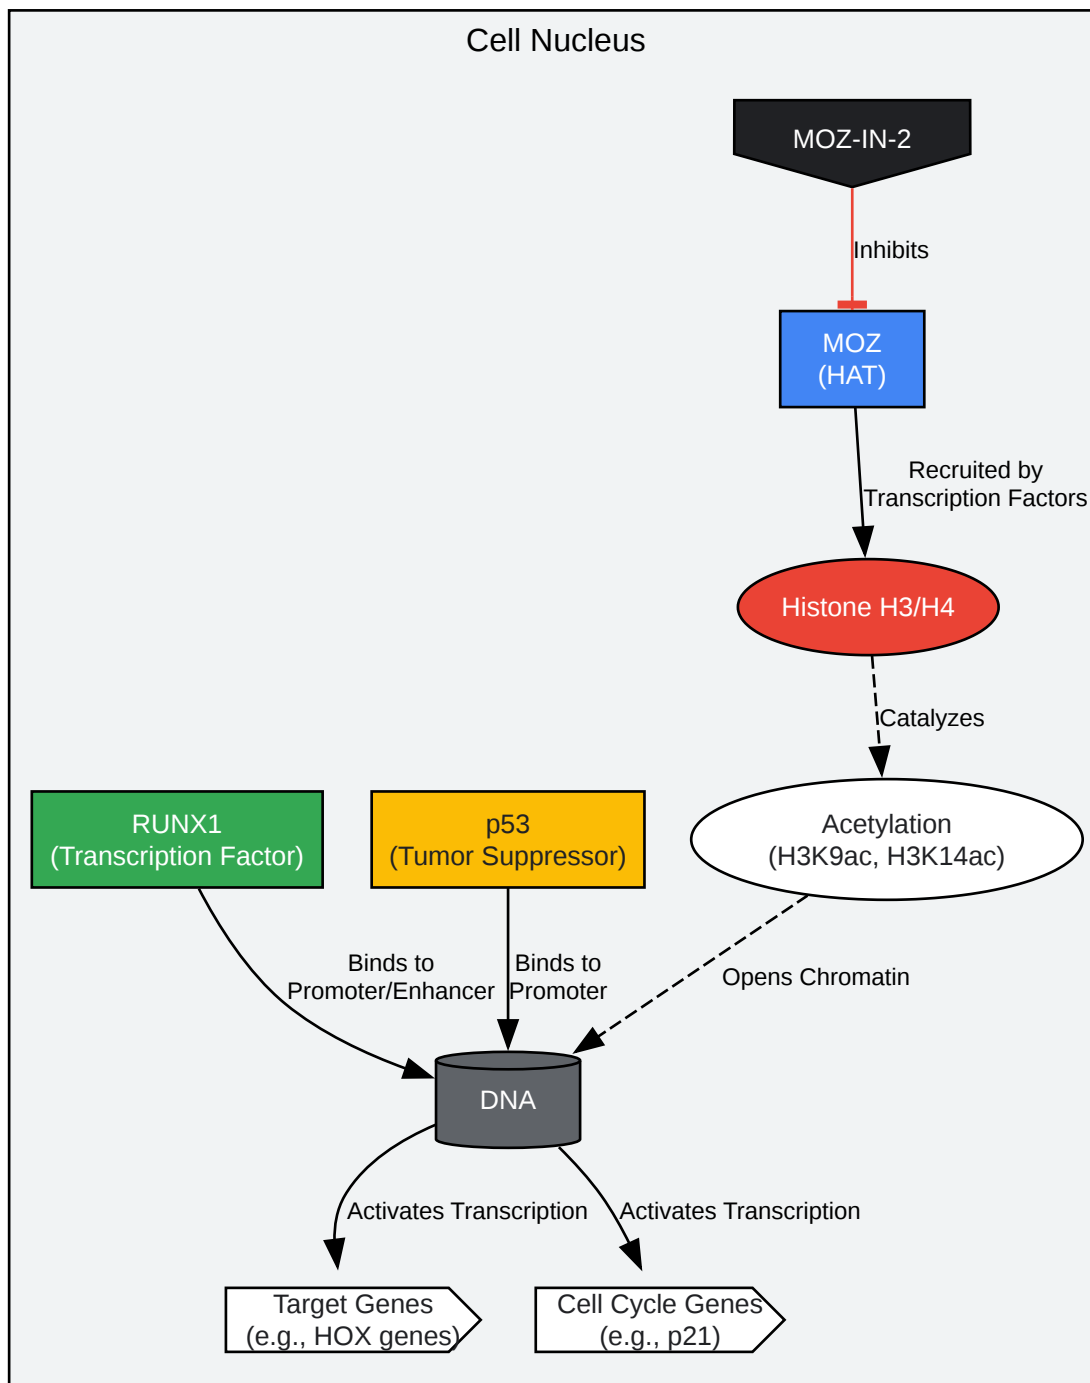 Cell Nucleus
MOZ-IN-2
Inhibits
MOZ
(HAT)
Recruited by
Transcription Factors
Histone H3/H4
Catalyzes
RUNX1
(Transcription Factor)
p53
(Tumor Suppressor)
Acetylation
(H3K9ac, H3K14ac)
Binds to
Promoter/Enhancer
Binds to
Promoter
Opens Chromatin
DNA
Activates Transcription
Activates Transcription
Target Genes
(e.g., HOX genes)
Cell Cycle Genes
(e.g., p21)